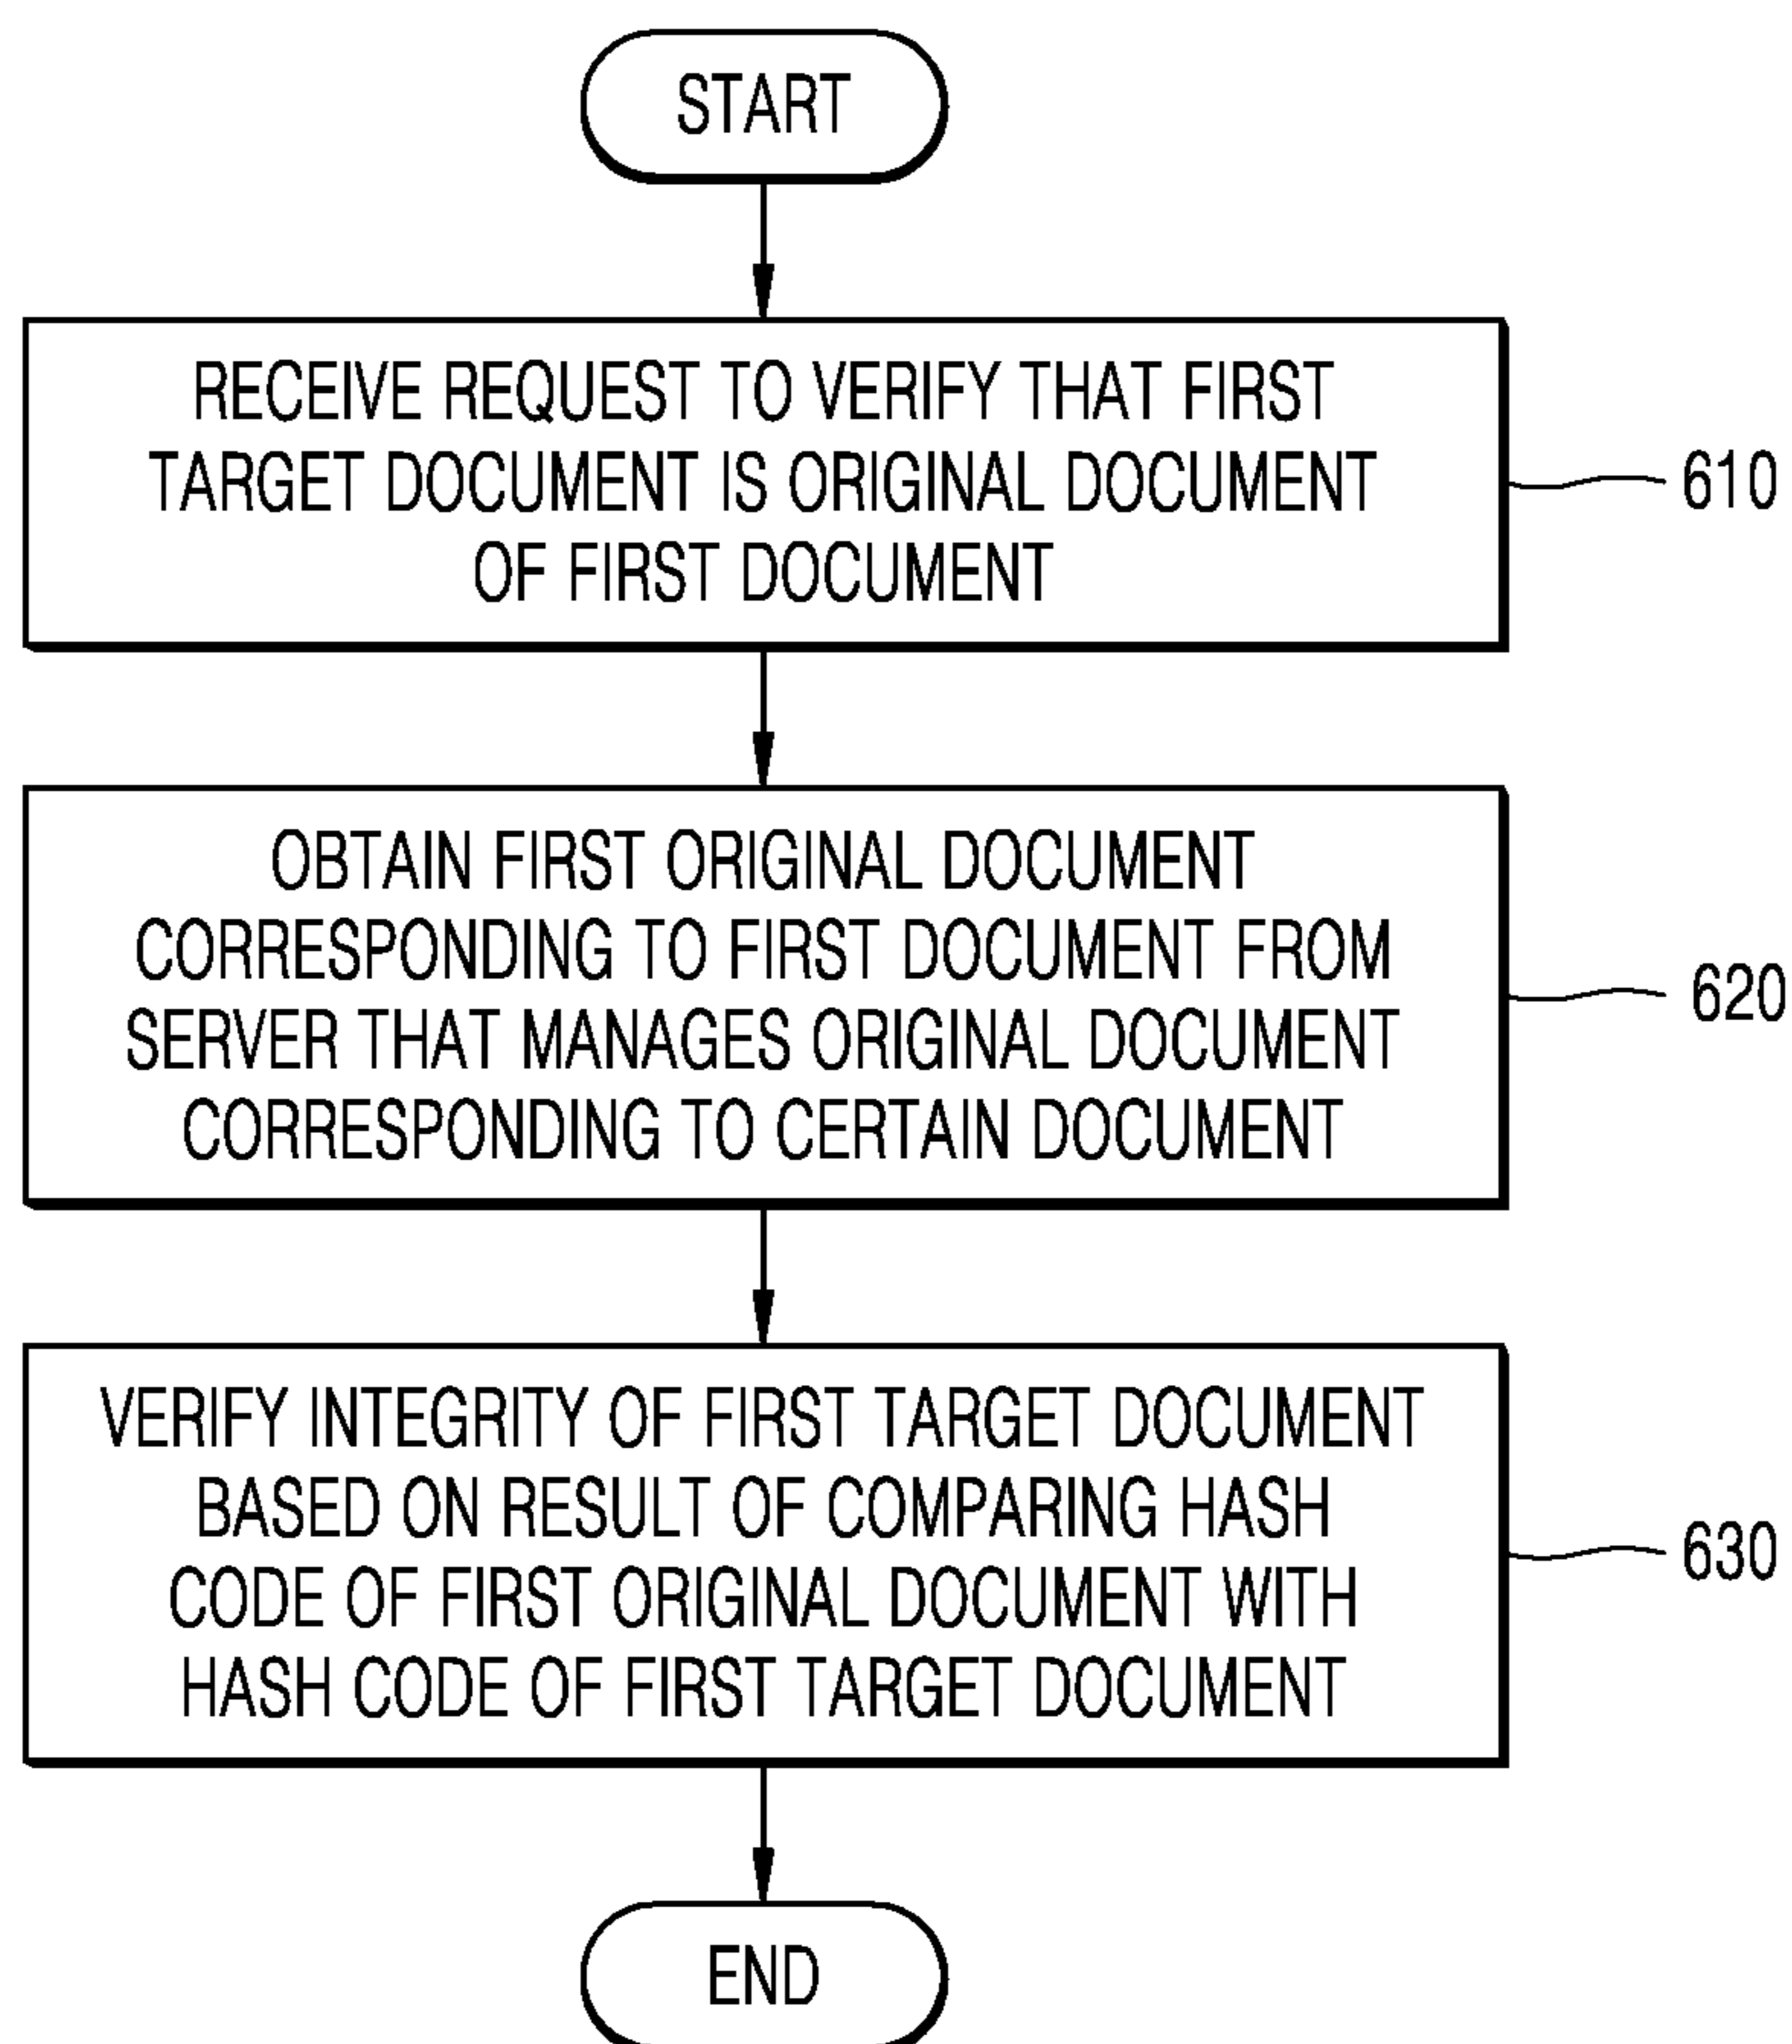 START
RECEIVE REQUEST TO VERIFY THAT FIRST
TARGET DOCUMENT IS ORIGINAL DOCUMENT
OF FIRST DOCUMENT
610
OBTAIN FIRST ORIGINAL DOCUMENT
CORRESPONDING TO FIRST DOCUMENT FROM
SERVER THAT MANAGES ORIGINAL DOCUMENT
CORRESPONDING TO CERTAIN DOCUMENT
620
VERIFY INTEGRITY OF FIRST TARGET DOCUMENT
BASED ON RESULT OF COMPARING HASH
CODE OF FIRST ORIGINAL DOCUMENT WITH
HASH CODE OF FIRST TARGET DOCUMENT
630
END